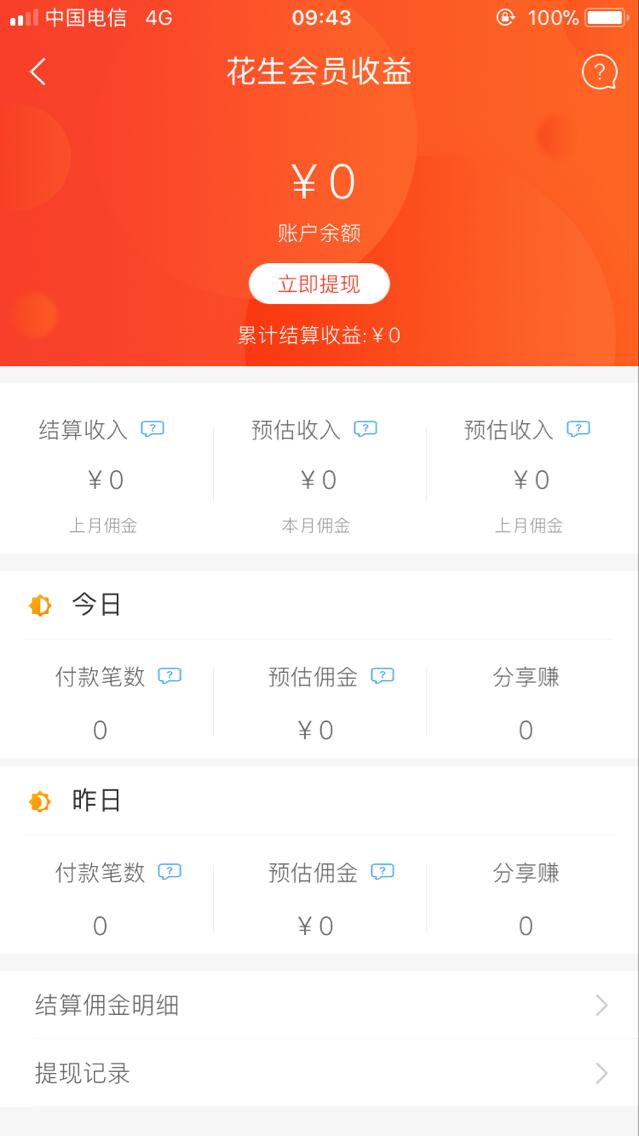 中国电信 4G 09:43 100%
花生会员收益 ?
¥0
账户余额
立即提现
累计结算收益:¥0
结算收入 ? 预估收入 ? 预估收入 ?
¥0 ¥0 ¥0
上月佣金 本月佣金 上月佣金
今日
付款笔数 ? 预估佣金 ? 分享赚
0 ¥0 0
昨日
付款笔数 ? 预估佣金 ? 分享赚
0 ¥0 0
结算佣金明细
提现记录